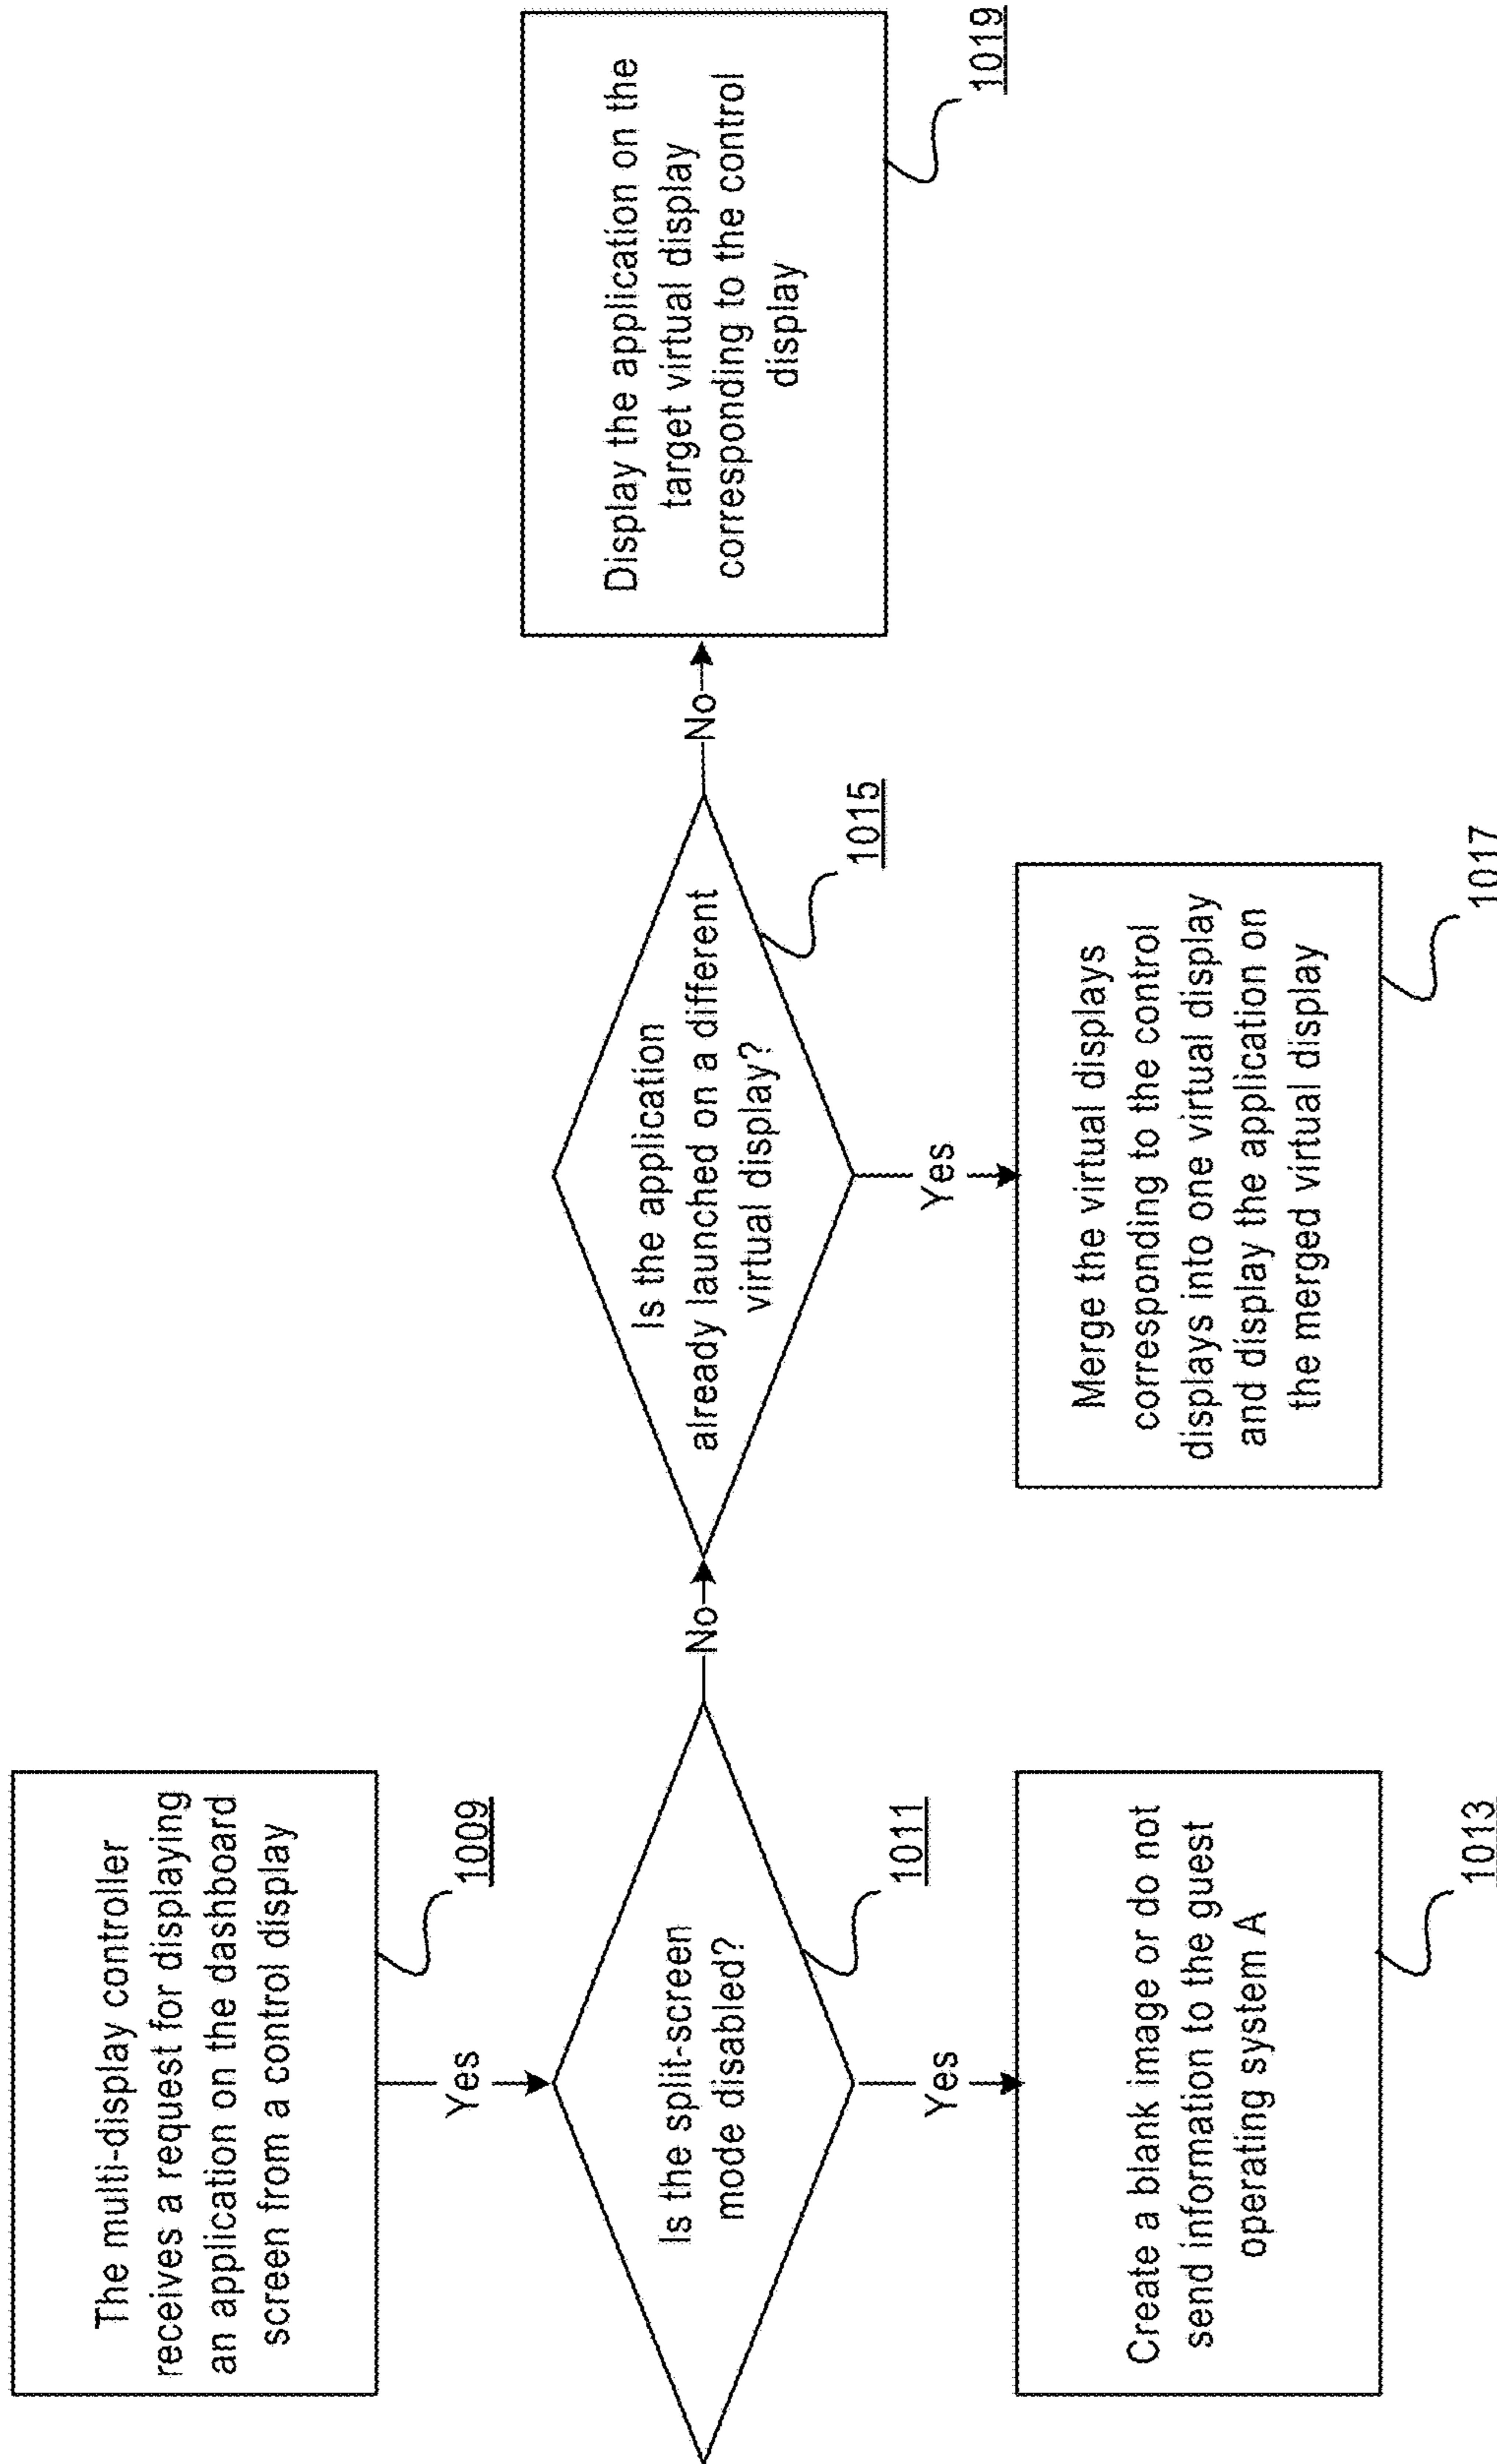 The multi-display controller
receives a request for displaying
an application on the dashboard
screen from a control display
1009
Yes
Is the split-screen
mode disabled?
1011
Yes
Create a blank image or do not
send information to the guest
operating system A
1013
No
Is the application
already launched on a different
virtual display?
1015
Yes
Merge the virtual displays
corresponding to the control
displays into one virtual display
and display the application on
the merged virtual display
1017
No
Display the application on the
target virtual display
corresponding to the control
display
1019